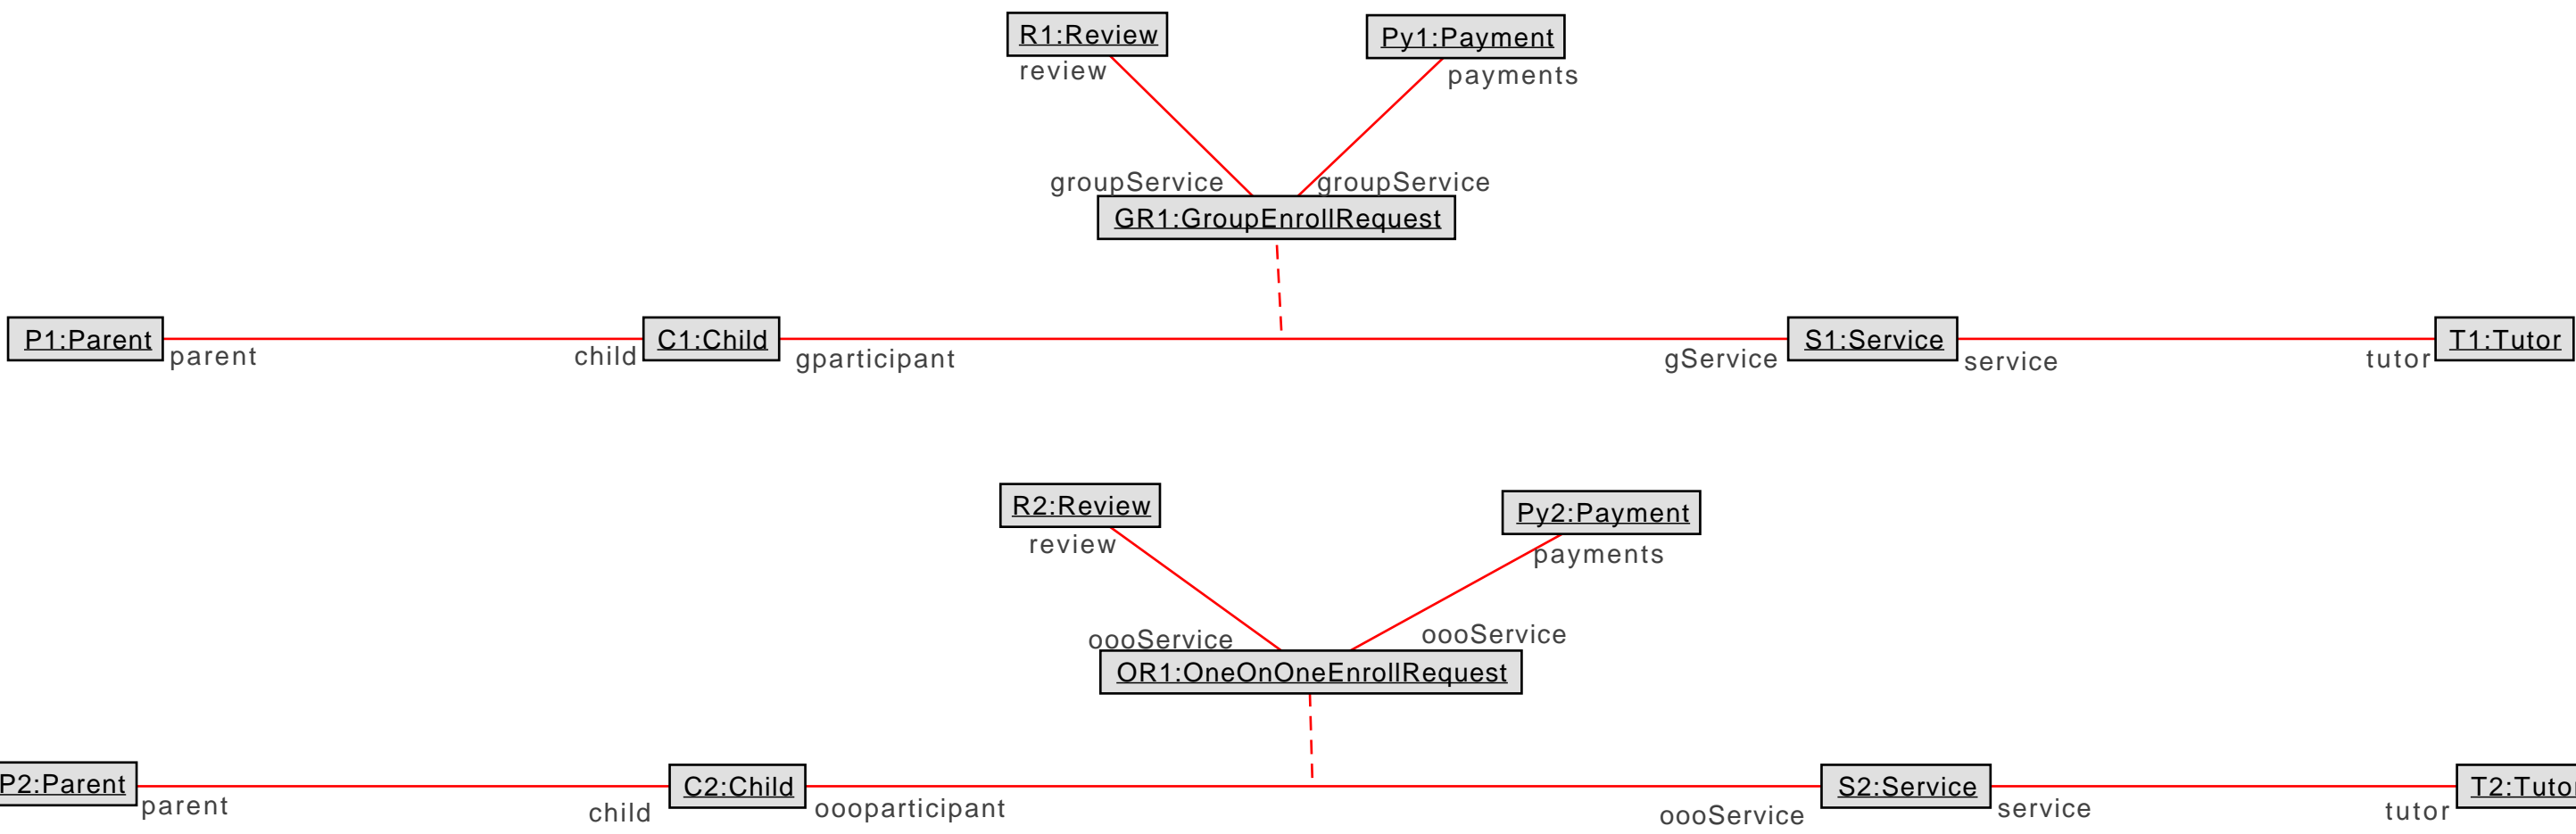 R1:Review
Py1:Payment
review
payments
groupService
groupService
GR1:GroupEnrollRequest
P1:Parent
parent
child
C1:Child
gparticipant
gService
S1:Service
service
tutor
T1:Tutor
R2:Review
Py2:Payment
review
payments
oooService
oooService
OR1:OneOnOneEnrollRequest
P2:Parent
parent
child
C2:Child
oooparticipant
oooService
S2:Service
service
tutor
T2:Tutor